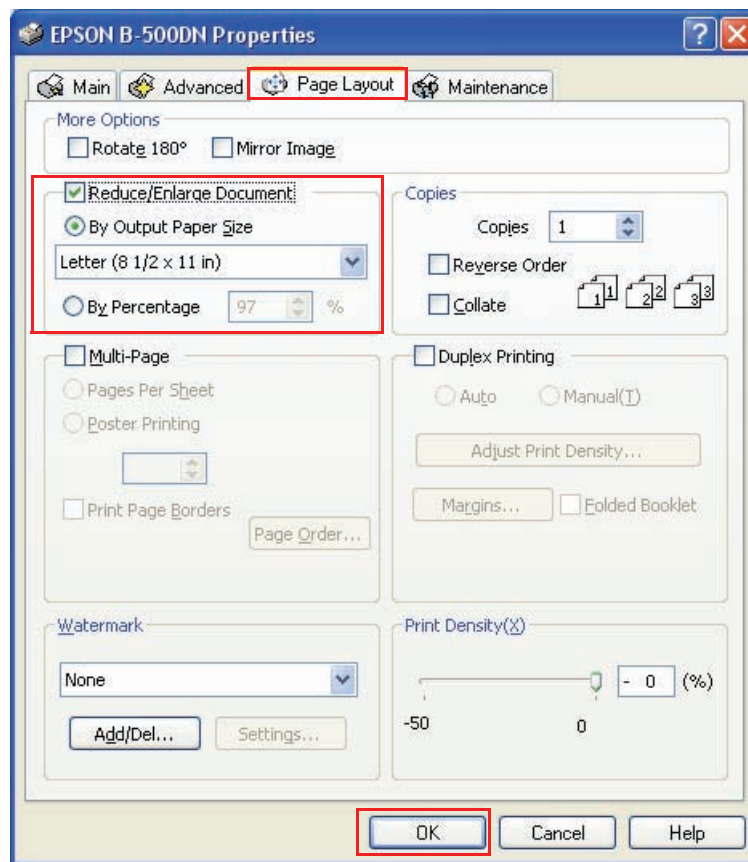 EPSON B-500DN Properties
Main
Advanced
Page Layout
Maintenance
More Options
Rotate 180°
Mirror Image
Reduce/Enlarge Document
By Output Paper Size
Letter (8 1/2 x 11 in)
By Percentage 97 %
Copies
Copies 1
Reverse Order
Collate
1 1 2 2 3 3
Multi-Page
Pages Per Sheet
Poster Printing
Print Page Borders
Page Order...
Duplex Printing
Auto Manual(T)
Adjust Print Density...
Margins... Folded Booklet
Watermark
None
Add/Del... Settings...
Print Density(X)
- 0 (%)
-50 0
OK Cancel Help